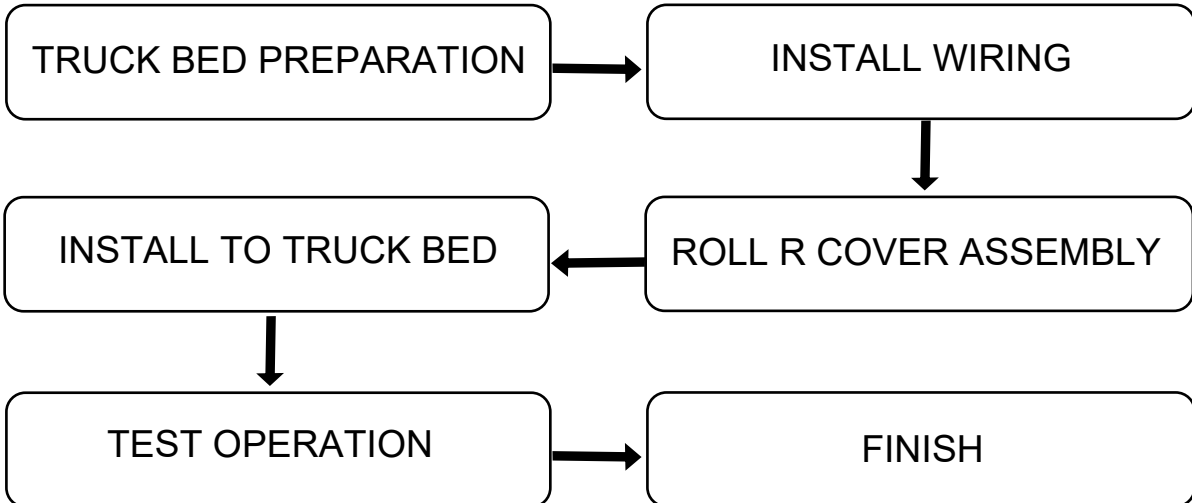 TRUCK BED PREPARATION
INSTALL WIRING
ROLL R COVER ASSEMBLY
INSTALL TO TRUCK BED
TEST OPERATION
FINISH